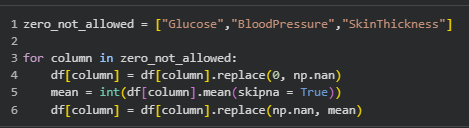 1 zero_not_allowed = ["Glucose","BloodPressure","SkinThickness"]
2
3 for column in zero_not_allowed:
4     df[column] = df[column].replace(0, np.nan)
5     mean = int(df[column].mean(skipna = True))
6     df[column] = df[column].replace(np.nan, mean)